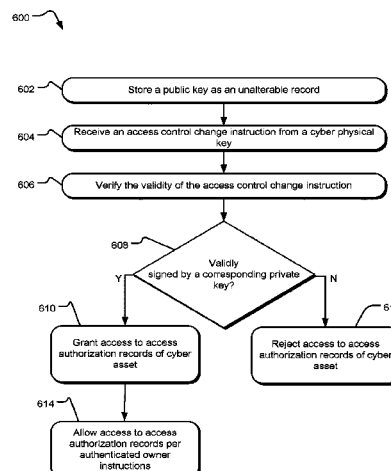 600
602
Store a public key as an unalterable record
604
Receive an access control change instruction from a cyber physical
key
606
Verify the validity of the access control change instruction
608
Validly
signed by a corresponding private
key?
Y
N
610
Grant access to access
authorization records of cyber
asset
61
Reject access to access
authorization records of cyber
asset
614
Allow access to access
authorization records per
authenticated owner
instructions